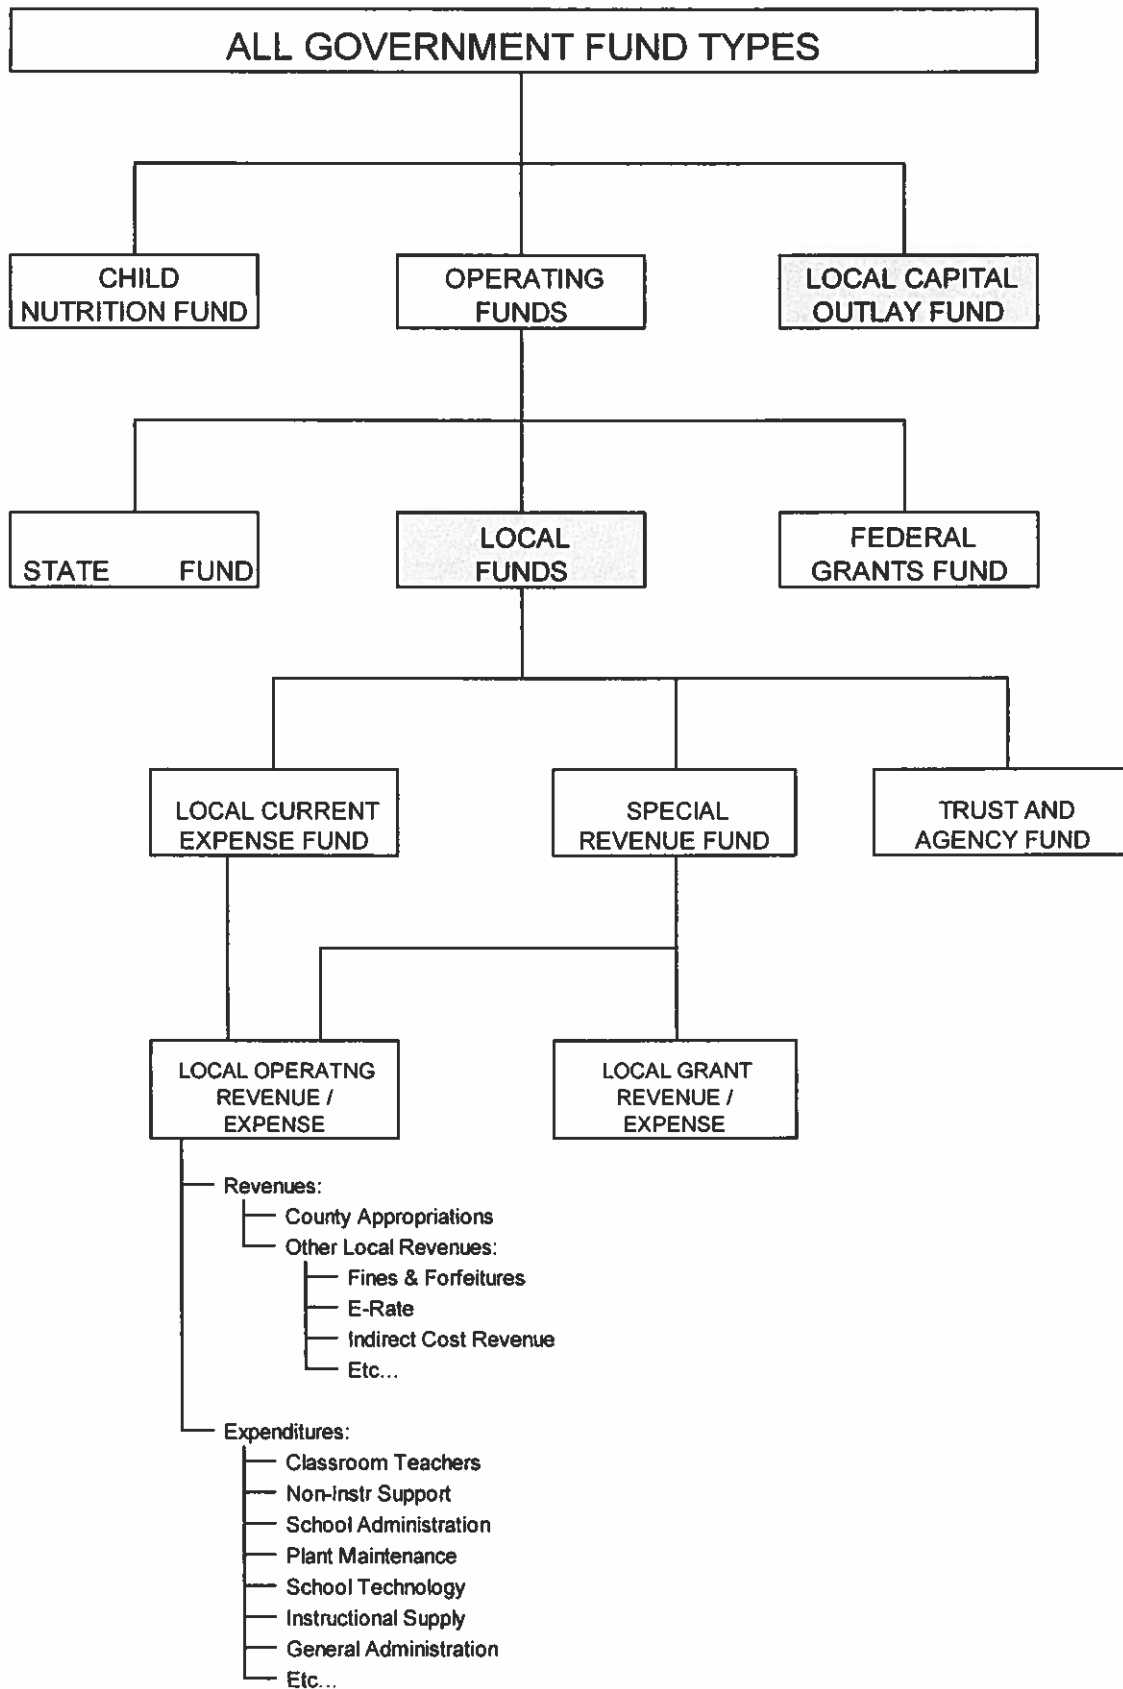 ALL GOVERNMENT FUND TYPES
CHILD
NUTRITION FUND
OPERATING
FUNDS
LOCAL CAPITAL
OUTLAY FUND
STATE FUND
LOCAL
FUNDS
FEDERAL
GRANTS FUND
LOCAL CURRENT
EXPENSE FUND
SPECIAL
REVENUE FUND
TRUST AND
AGENCY FUND
LOCAL OPERATNG
REVENUE /
EXPENSE
LOCAL GRANT
REVENUE /
EXPENSE
Revenues:
County Appropriations
Other Local Revenues:
Fines & Forfeitures
E-Rate
Indirect Cost Revenue
Etc...
Expenditures:
Classroom Teachers
Non-Instr Support
School Administration
Plant Maintenance
School Technology
Instructional Supply
General Administration
Etc...